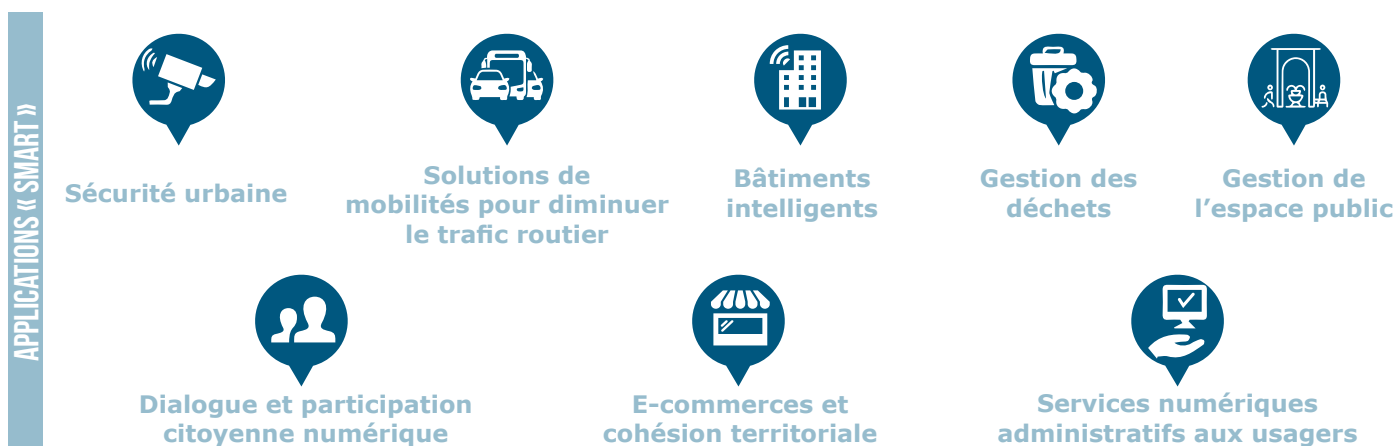 APPLICATIONS « SMART »
Sécurité urbaine
Solutions de
mobilités pour diminuer
le trafic routier
Bâtiments
intelligents
Gestion des
déchets
Gestion de
l’espace public
Dialogue et participation
citoyenne numérique
E-commerces et
cohésion territoriale
Services numériques
administratifs aux usagers